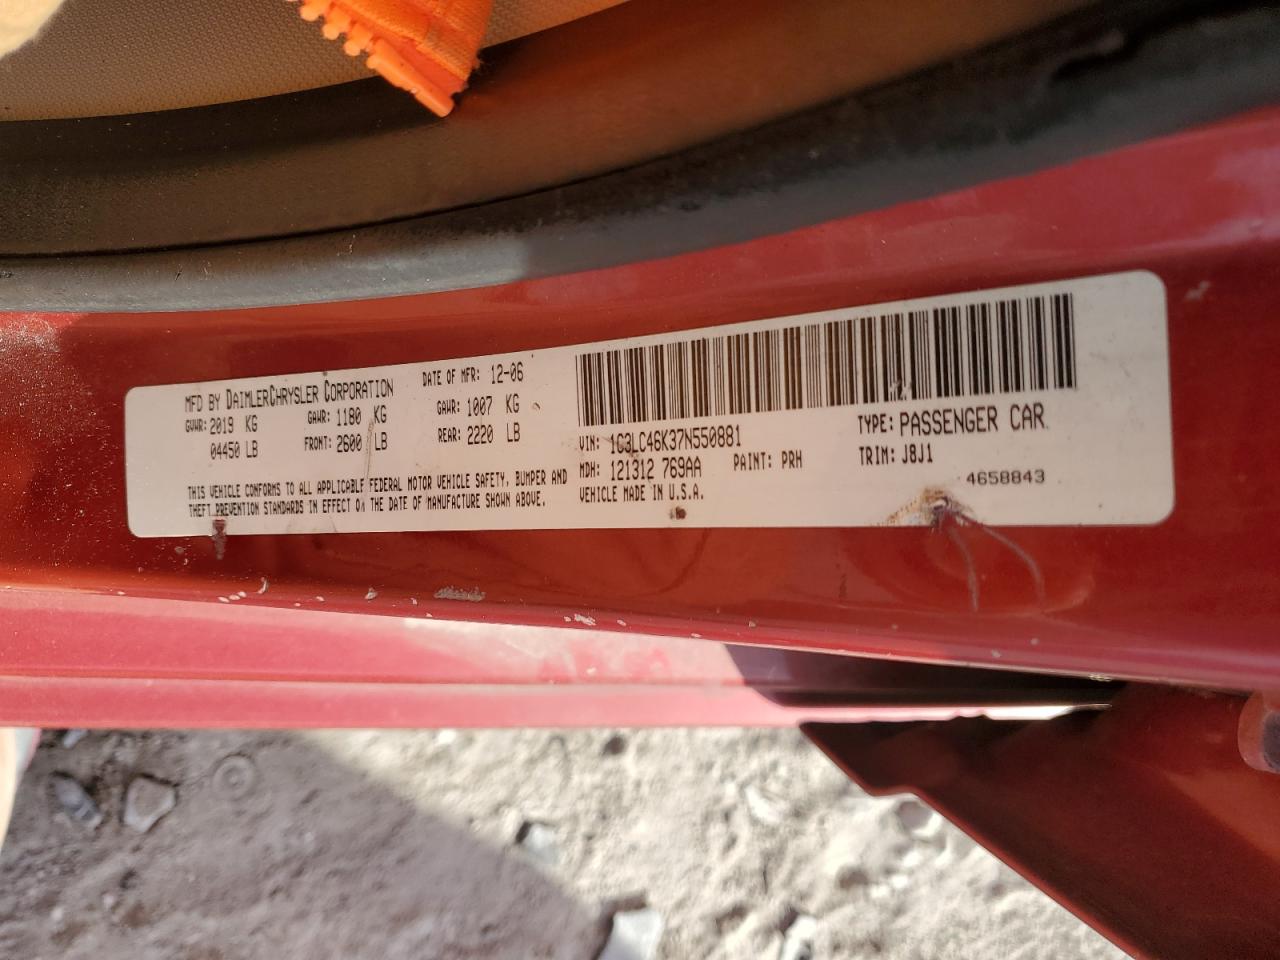 MFD BY DAIMLERCHRYSLER CORPORATION DATE OF MFR: 12-06
GVWR: 2019 KG GAWR: 1180 KG GAWR: 1007 KG
04450 LB FRONT: 2600 LB REAR: 2220 LB
THIS VEHICLE CONFORMS TO ALL APPLICABLE FEDERAL MOTOR VEHICLE SAFETY, BUMPER AND
THEFT PREVENTION STANDARDS IN EFFECT ON THE DATE OF MANUFACTURE SHOWN ABOVE.
VIN: 1C3LC46K37N550881 TYPE: PASSENGER CAR
MDH: 121312 769AA PAINT: PRH TRIM: J8J1
VEHICLE MADE IN U.S.A. 4658843